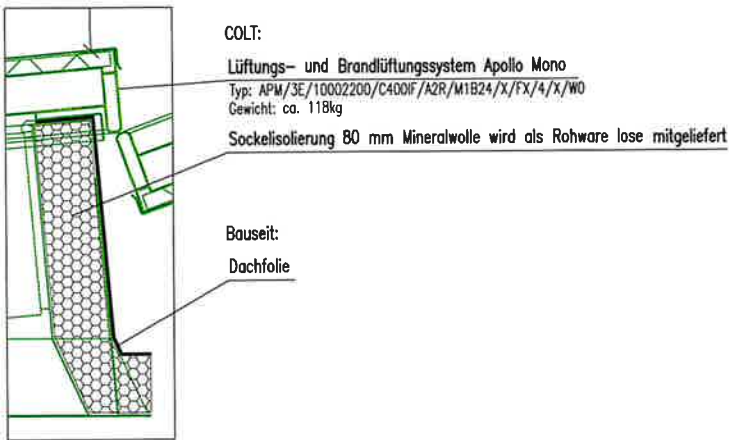 COLT:
Lüftungs- und Brandlüftungssystem Apollo Mono
Typ: APM/3E/10002200/C400IF/A2R/M1B24/X/FX/4/X/W0
Gewicht: ca. 118kg
Sockelisolierung 80 mm Mineralwolle wird als Rohware lose mitgeliefert
Bauseit:
Dachfolie